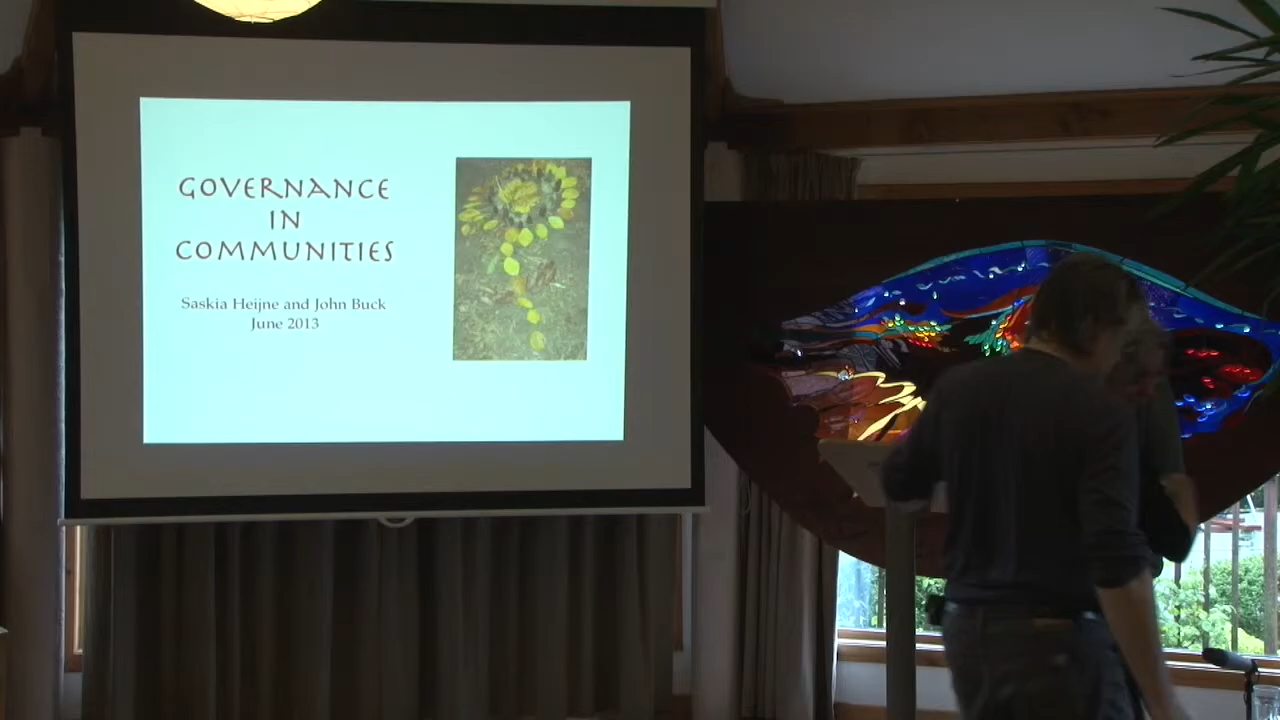 GOVERNANCE
IN
COMMUNITIES
Saskia Heijne and John Buck
June 2013